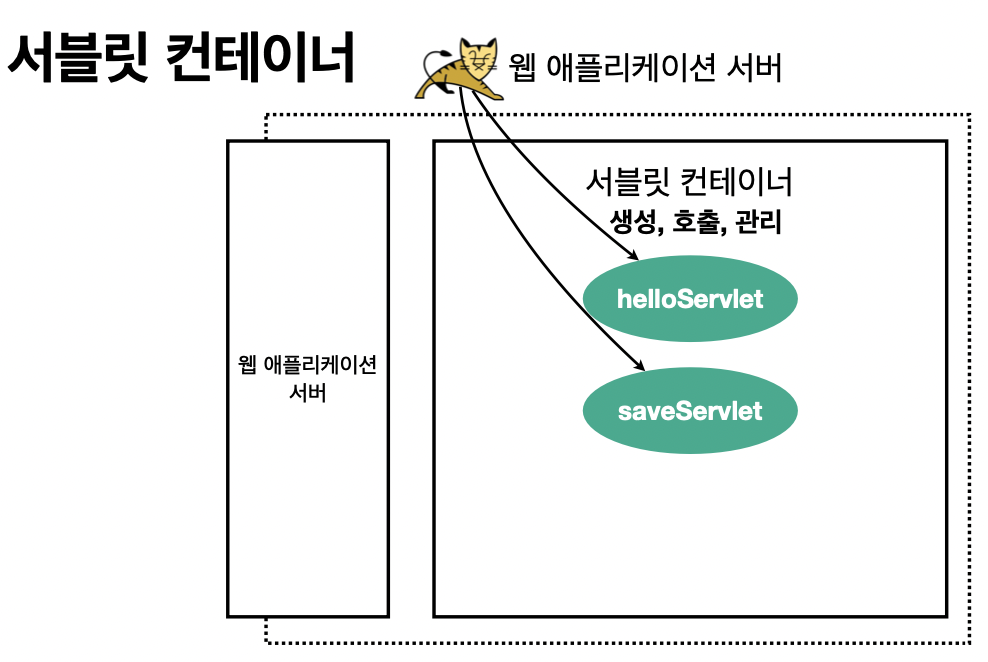 서블릿 컨테이너
웹 애플리케이션 서버
서블릿 컨테이너
생성, 호출, 관리
helloServlet
웹 애플리케이션
서버
saveServlet